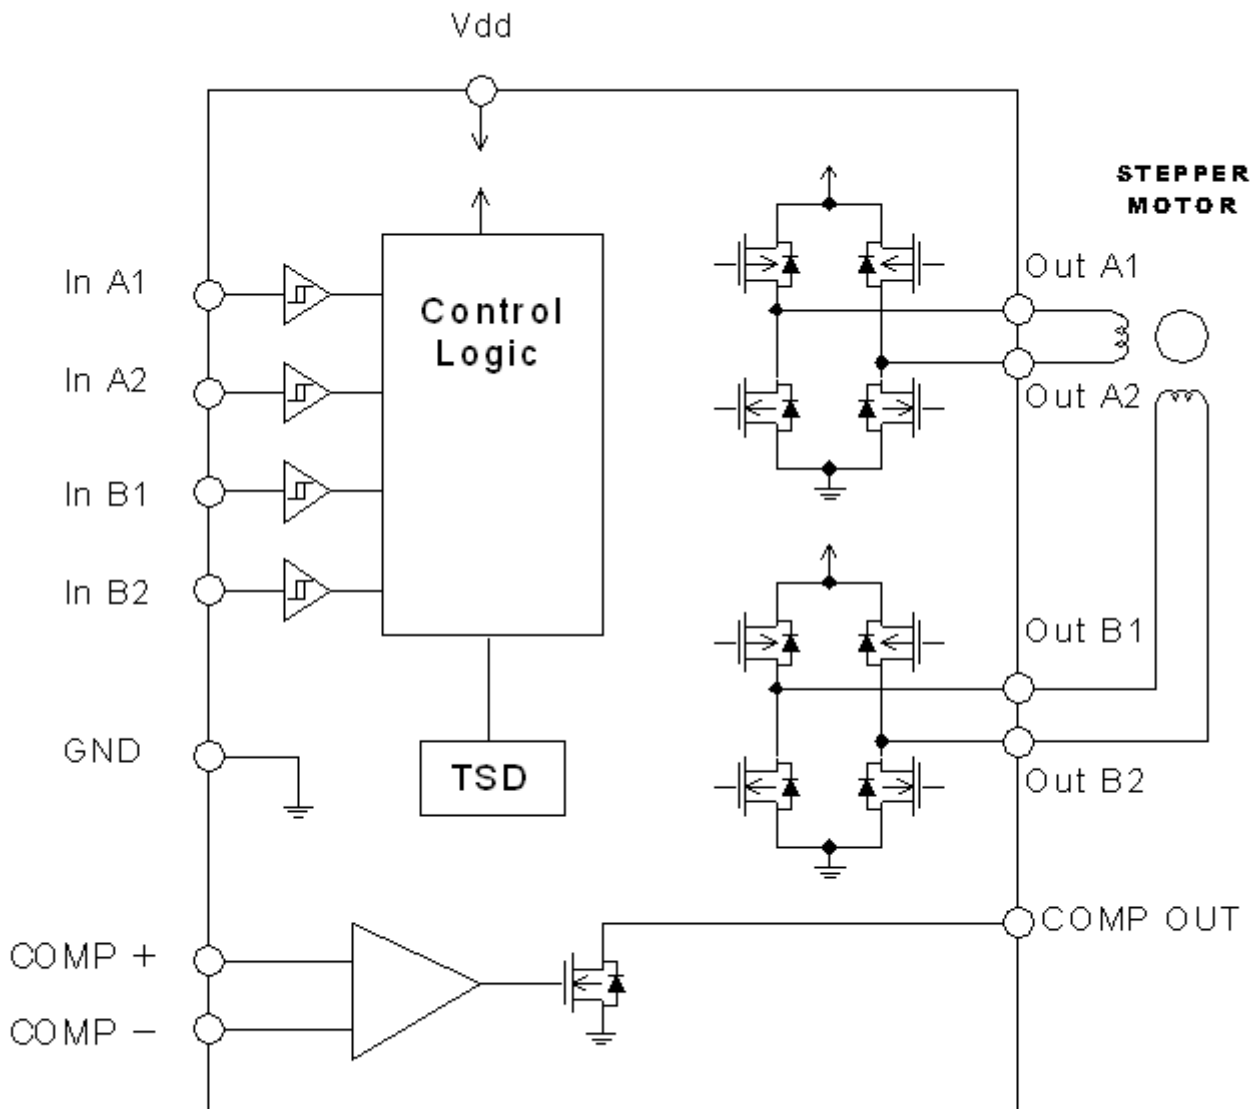 Vdd
STEPPER
MOTOR
In A1
Out A1
Control
Logic
In A2
Out A2
In B1
In B2
Out B1
GND
TSD
Out B2
COMP OUT
COMP +
COMP −